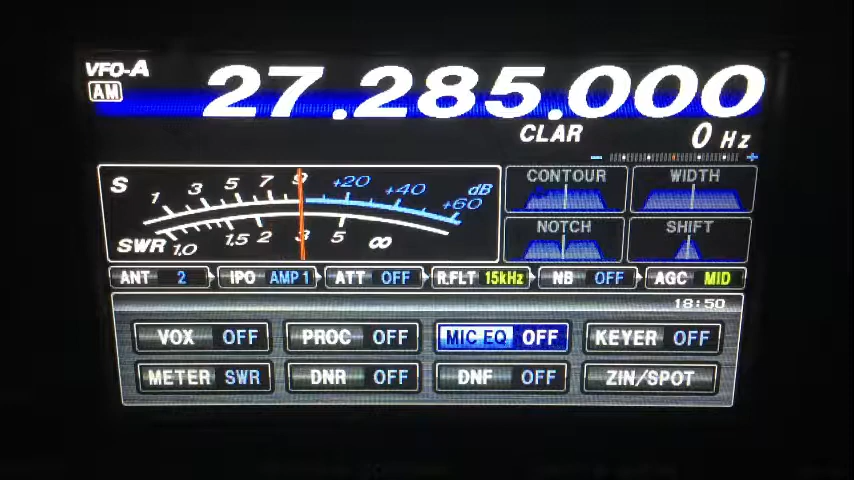 VFO-A
AM
27.285.000
CLAR 0 Hz
- +
S 1 3 5 7 9 +20 +40 +60 dB
SWR 1.0 1.5 2 3 5 ∞
CONTOUR WIDTH
NOTCH SHIFT
ANT 2 IPO AMP 1 ATT OFF R.FLT 15kHz NB OFF AGC MID
18:50
VOX OFF PROC OFF MIC EQ OFF KEYER OFF
METER SWR DNR OFF DNF OFF ZIN/SPOT